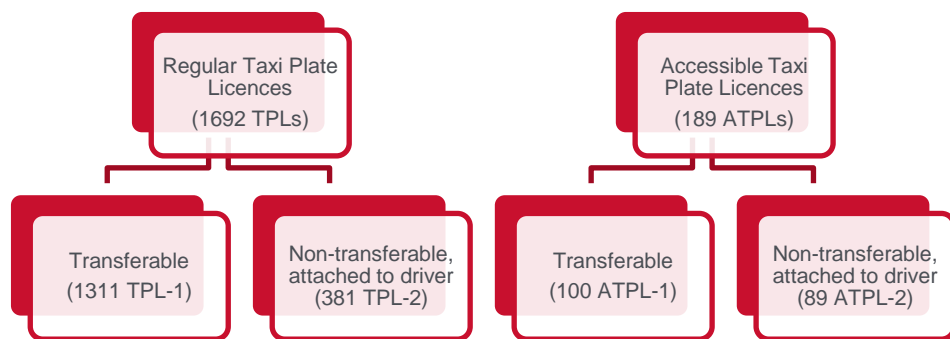 Regular Taxi Plate
Licences
(1692 TPLs)
Accessible Taxi
Plate Licences
(189 ATPLs)
Transferable
(1311 TPL-1)
Non-transferable,
attached to driver
(381 TPL-2)
Transferable
(100 ATPL-1)
Non-transferable,
attached to driver
(89 ATPL-2)